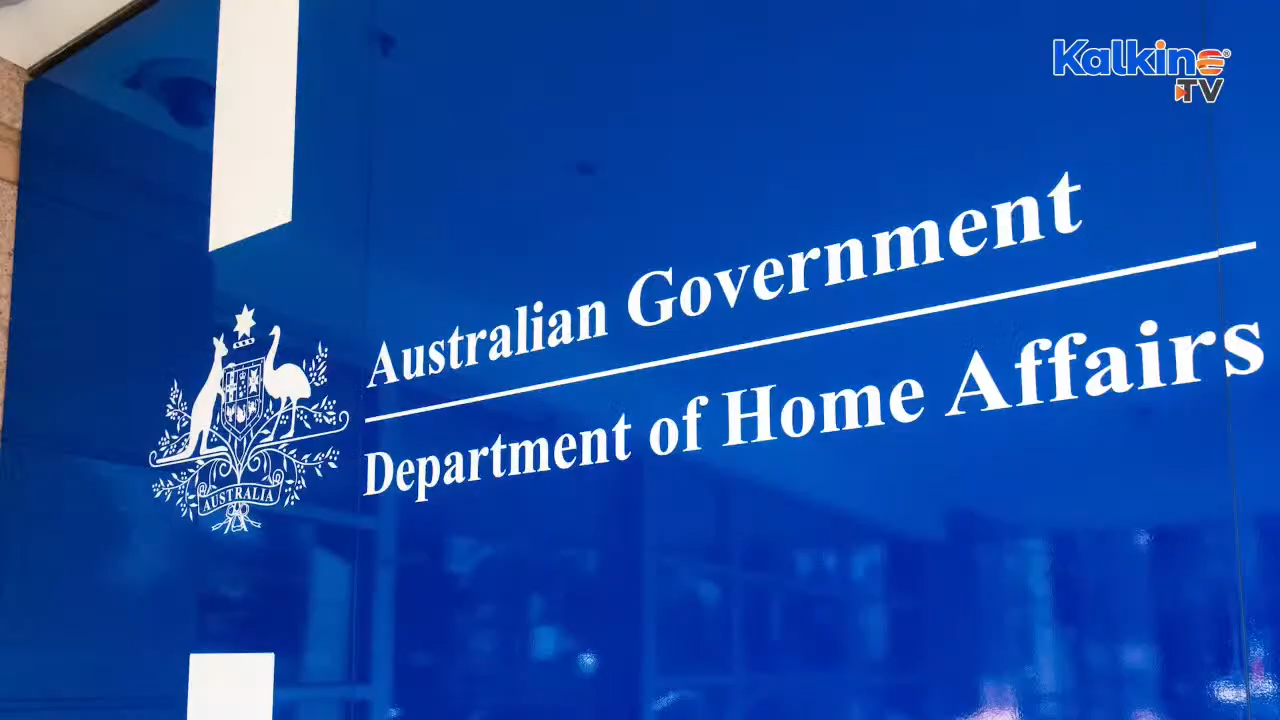 Kalkine
TV
Australian Government
Department of Home Affairs
AUSTRALIA